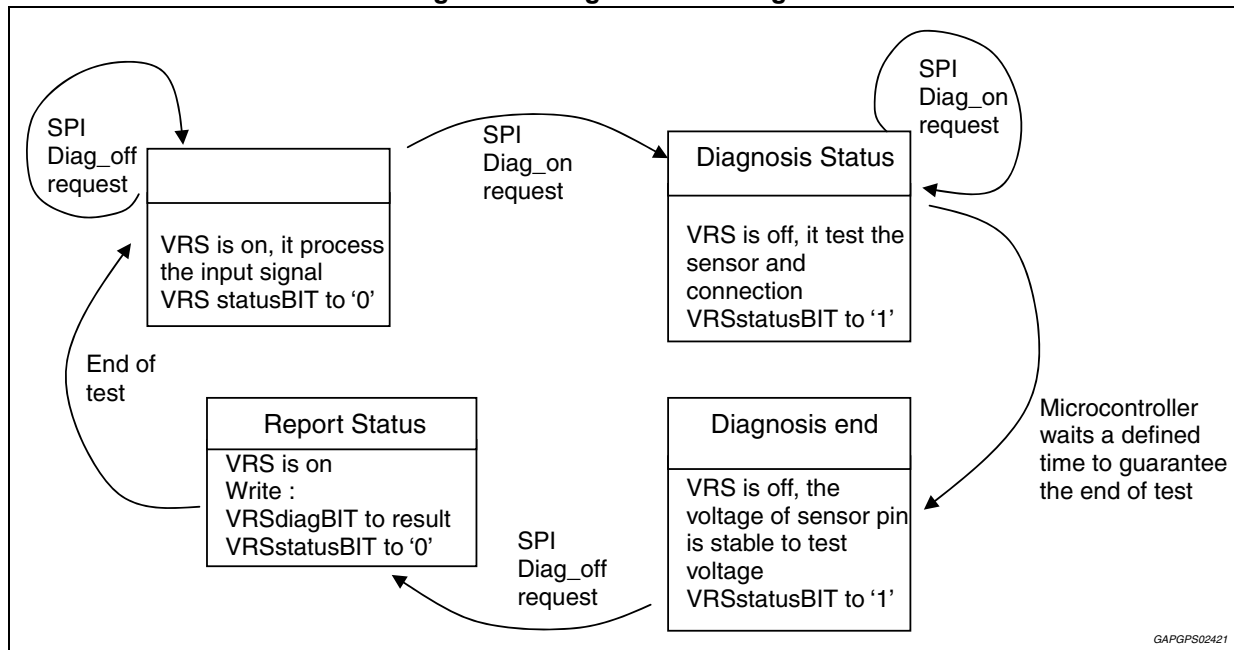 SPI
Diag_off
request
VRS is on, it process
the input signal
VRS statusBIT to ‘0’
SPI
Diag_on
request
Diagnosis Status
VRS is off, it test the
sensor and
connection
VRSstatusBIT to ‘1’
SPI
Diag_on
request
Microcontroller
waits a defined
time to guarantee
the end of test
Diagnosis end
VRS is off, the
voltage of sensor pin
is stable to test
voltage
VRSstatusBIT to ‘1’
SPI
Diag_off
request
Report Status
VRS is on
Write :
VRSdiagBIT to result
VRSstatusBIT to ‘0’
End of
test
GAPGPS02421